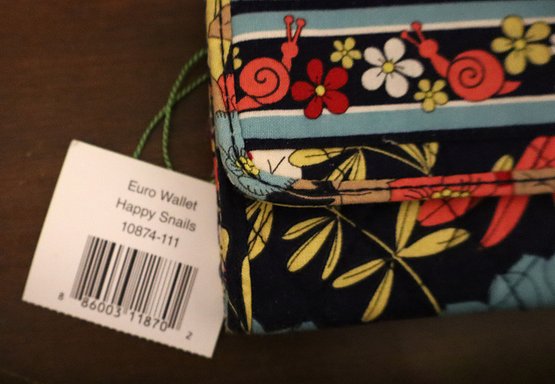 Euro Wallet
Happy Snails
10874-111
8 86003 11870 2